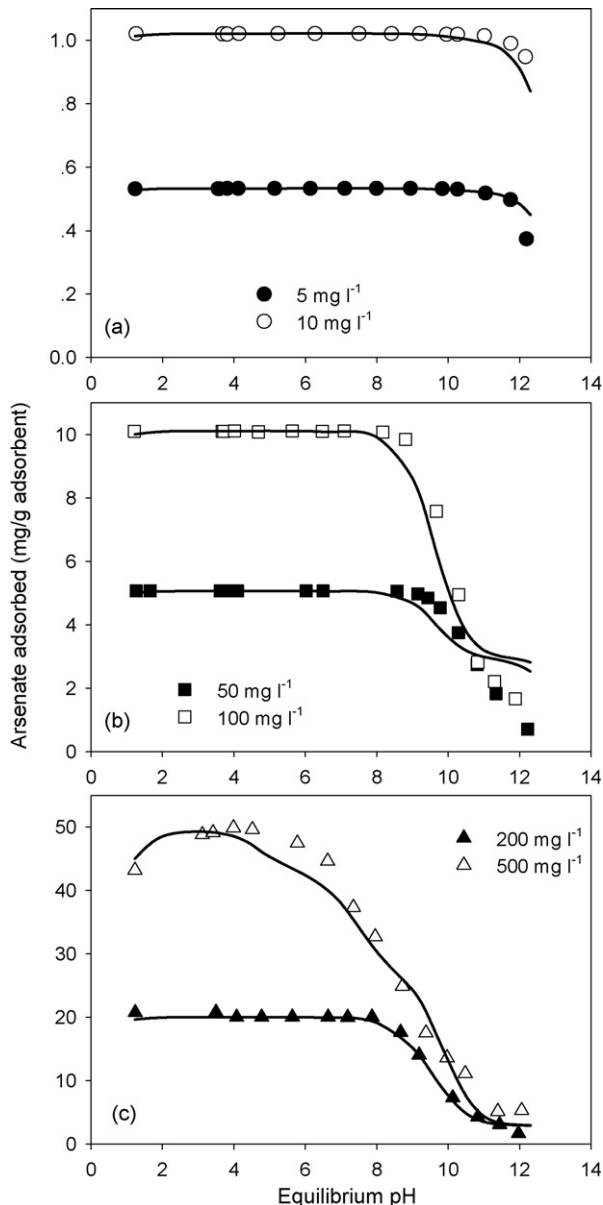 1.0
.8
.6
.4
.2
0.0
5 mg l-1
10 mg l-1
(a)
0 2 4 6 8 10 12 14
Arsenate adsorbed (mg/g adsorbent)
10
8
6
4
2
0
50 mg l-1
100 mg l-1
(b)
0 2 4 6 8 10 12 14
50
40
30
20
10
0
200 mg l-1
500 mg l-1
(c)
0 2 4 6 8 10 12 14
Equilibrium pH